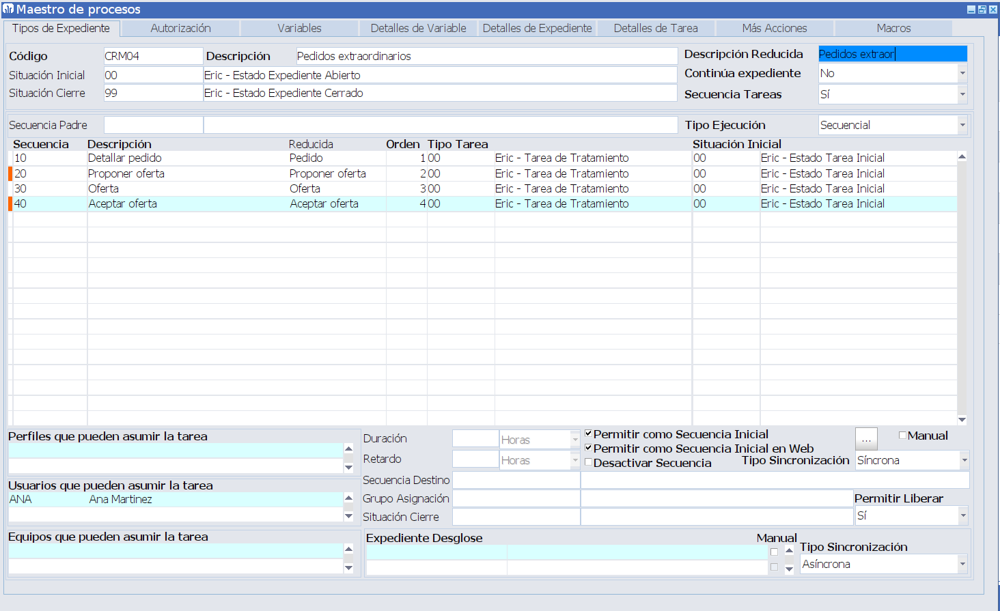 Maestro de procesos
Tipos de Expediente Autorización Variables Detalles de Variable Detalles de Expediente Detalles de Tarea Más Acciones Macros
Código CRM04 Descripción Pedidos extraordinarios Descripción Reducida Pedidos extraor
Situación Inicial 00 Eric - Estado Expediente Abierto Continúa expediente No
Situación Cierre 99 Eric - Estado Expediente Cerrado Secuencia Tareas Sí
Secuencia Padre Tipo Ejecución Secuencial
Secuencia Descripción Reducida Orden Tipo Tarea Situación Inicial
10 Detallar pedido Pedido 1 00 Eric - Tarea de Tratamiento 00 Eric - Estado Tarea Inicial
20 Proponer oferta Proponer oferta 2 00 Eric - Tarea de Tratamiento 00 Eric - Estado Tarea Inicial
30 Oferta Oferta 3 00 Eric - Tarea de Tratamiento 00 Eric - Estado Tarea Inicial
40 Aceptar oferta Aceptar oferta 4 00 Eric - Tarea de Tratamiento 00 Eric - Estado Tarea Inicial
Perfiles que pueden asumir la tarea
Usuarios que pueden asumir la tarea
ANA Ana Martinez
Equipos que pueden asumir la tarea
Duración Horas
Retardo Horas
Permitir como Secuencia Inicial ... Manual
Permitir como Secuencia Inicial en Web
Desactivar Secuencia Tipo Sincronización Síncrona
Secuencia Destino
Grupo Asignación Permitir Liberar
Situación Cierre Sí
Expediente Desglose Manual Tipo Sincronización
Asíncrona